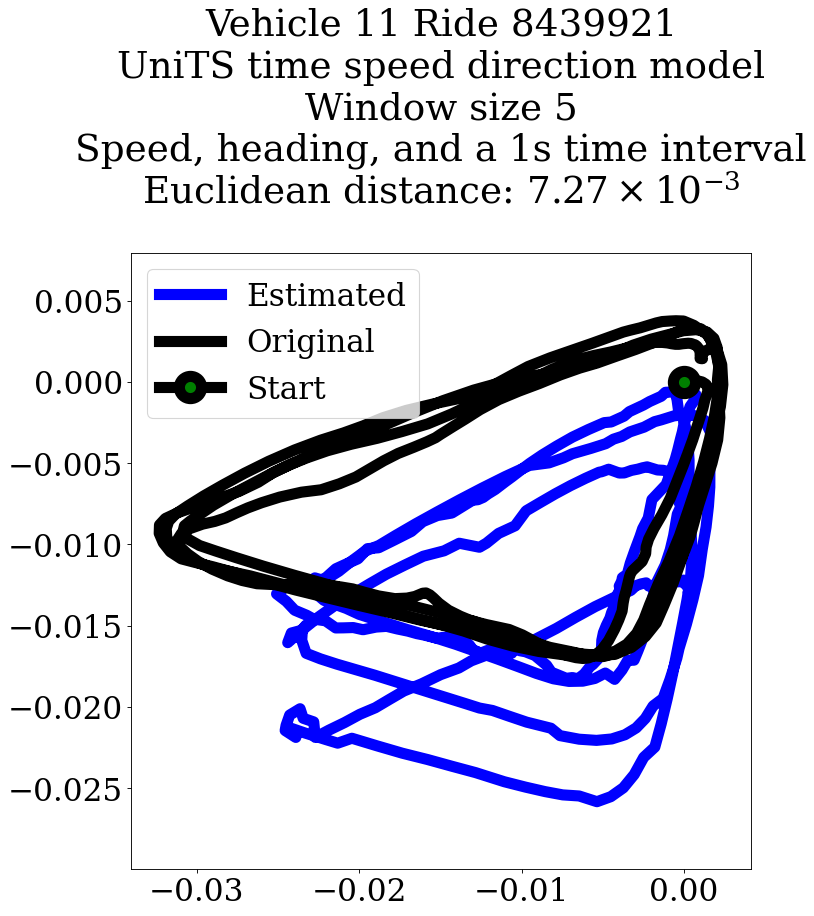 Vehicle 11 Ride 8439921
UniTS time speed direction model
Window size 5
Speed, heading, and a 1s time interval
Euclidean distance: 7.27 × 10⁻³
Estimated
Original
Start
0.005
0.000
−0.005
−0.010
−0.015
−0.020
−0.025
−0.03 −0.02 −0.01 0.00